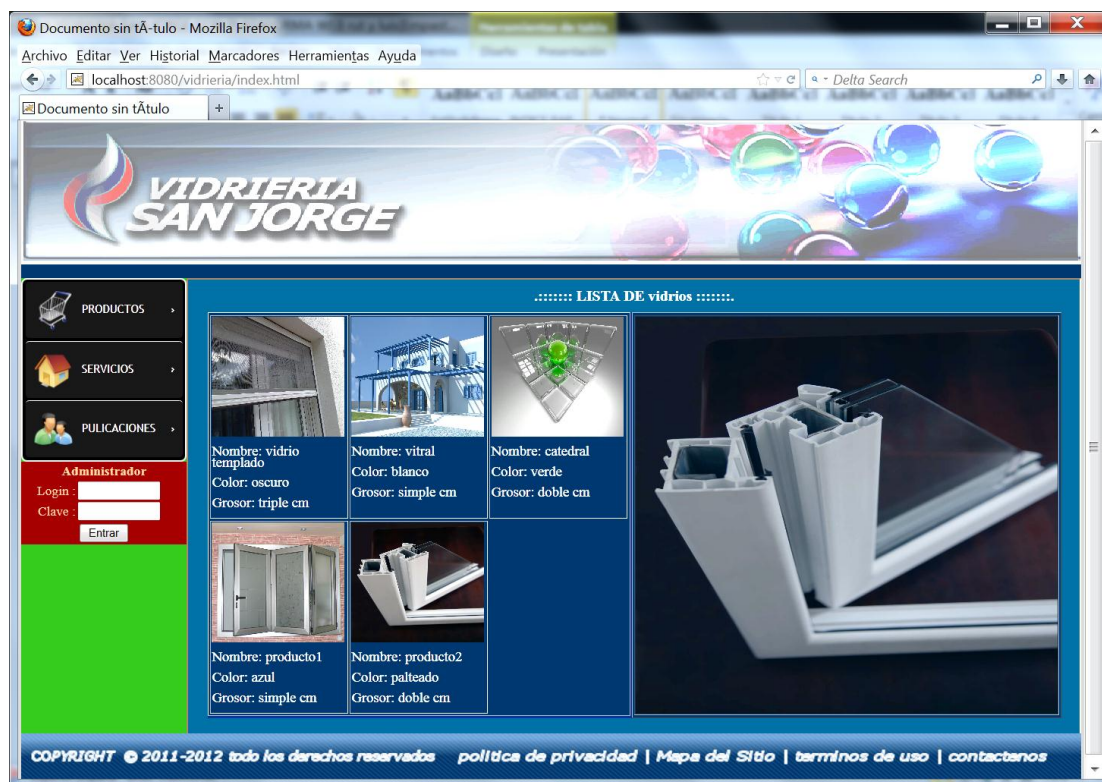 Documento sin tÃ-tulo - Mozilla Firefox
Archivo Editar Ver Historial Marcadores Herramientas Ayuda
localhost:8080/vidrieria/index.html
Delta Search
Documento sin tÃtulo +
VIDRIERIA
SAN JORGE
.::::::: LISTA DE vidrios :::::::.
PRODUCTOS ›
SERVICIOS ›
PULICACIONES ›
Administrador
Login :
Clave :
Entrar
Nombre: vidrio
templado
Color: oscuro
Grosor: triple cm
Nombre: vitral
Color: blanco
Grosor: simple cm
Nombre: catedral
Color: verde
Grosor: doble cm
Nombre: producto1
Color: azul
Grosor: simple cm
Nombre: producto2
Color: palteado
Grosor: doble cm
COPYRIGHT © 2011-2012 todo los derechos reservados politica de privacidad | Mapa del Sitio | terminos de uso | contactenos